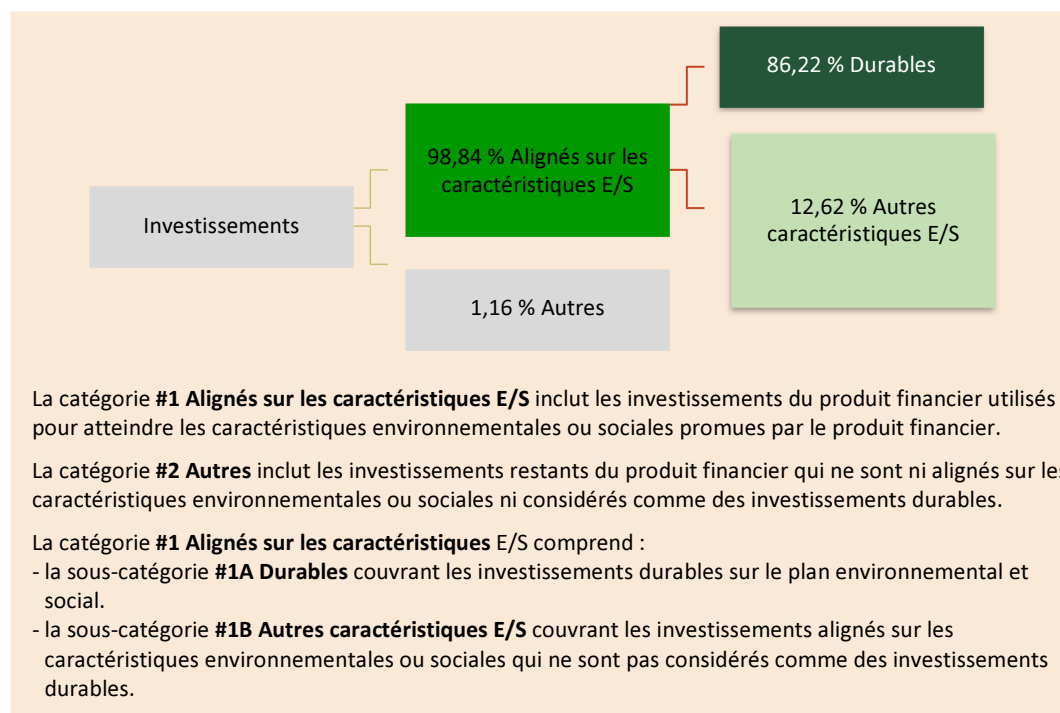 86,22 % Durables
98,84 % Alignés sur les
caractéristiques E/S
12,62 % Autres
caractéristiques E/S
Investissements
1,16 % Autres
La catégorie #1 Alignés sur les caractéristiques E/S inclut les investissements du produit financier utilisés
pour atteindre les caractéristiques environnementales ou sociales promues par le produit financier.
La catégorie #2 Autres inclut les investissements restants du produit financier qui ne sont ni alignés sur les
caractéristiques environnementales ou sociales ni considérés comme des investissements durables.
La catégorie #1 Alignés sur les caractéristiques E/S comprend :
- la sous-catégorie #1A Durables couvrant les investissements durables sur le plan environnemental et
social.
- la sous-catégorie #1B Autres caractéristiques E/S couvrant les investissements alignés sur les
caractéristiques environnementales ou sociales qui ne sont pas considérés comme des investissements
durables.